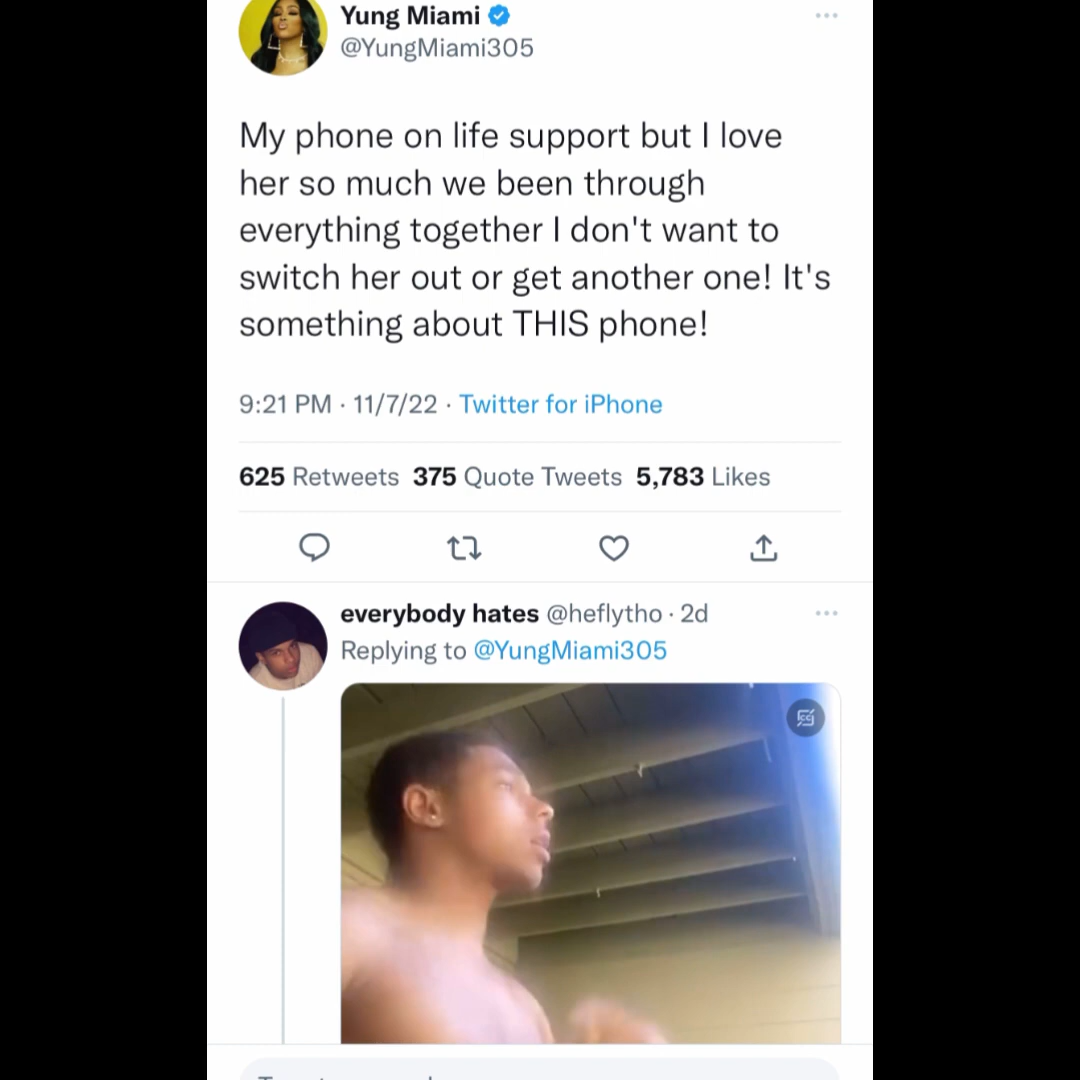 Yung Miami
@YungMiami305
My phone on life support but I love
her so much we been through
everything together I don't want to
switch her out or get another one! It's
something about THIS phone!
9:21 PM · 11/7/22 · Twitter for iPhone
625 Retweets 375 Quote Tweets 5,783 Likes
everybody hates @heflytho · 2d
Replying to @YungMiami305